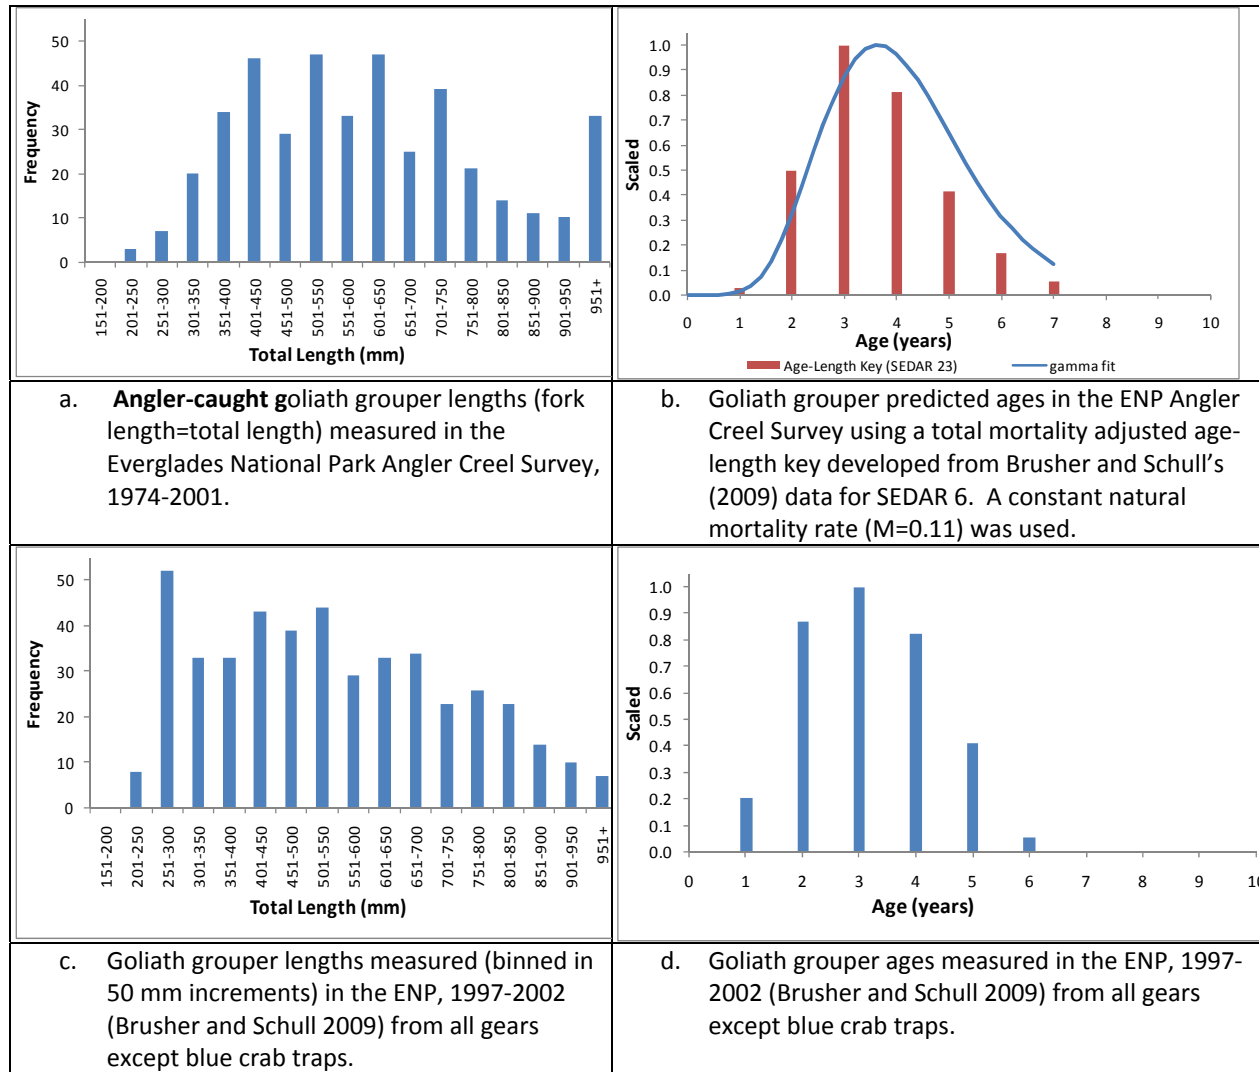 50
40
30
20
10
0
Frequency
151-200
201-250
251-300
301-350
351-400
401-450
451-500
501-550
551-600
601-650
651-700
701-750
751-800
801-850
851-900
901-950
951+
Total Length (mm)
1.0
0.9
0.8
0.7
0.6
0.5
0.4
0.3
0.2
0.1
0.0
Scaled
0 1 2 3 4 5 6 7 8 9 10
Age (years)
Age-Length Key (SEDAR 23) gamma fit
a. Angler-caught goliath grouper lengths (fork
length=total length) measured in the
Everglades National Park Angler Creel Survey,
1974-2001.
b. Goliath grouper predicted ages in the ENP Angler
Creel Survey using a total mortality adjusted age-
length key developed from Brusher and Schull's
(2009) data for SEDAR 6. A constant natural
mortality rate (M=0.11) was used.
50
40
30
20
10
0
Frequency
151-200
201-250
251-300
301-350
351-400
401-450
451-500
501-550
551-600
601-650
651-700
701-750
751-800
801-850
851-900
901-950
951+
Total Length (mm)
1.0
0.9
0.8
0.7
0.6
0.5
0.4
0.3
0.2
0.1
0.0
Scaled
0 1 2 3 4 5 6 7 8 9 10
Age (years)
c. Goliath grouper lengths measured (binned in
50 mm increments) in the ENP, 1997-2002
(Brusher and Schull 2009) from all gears
except blue crab traps.
d. Goliath grouper ages measured in the ENP, 1997-
2002 (Brusher and Schull 2009) from all gears
except blue crab traps.